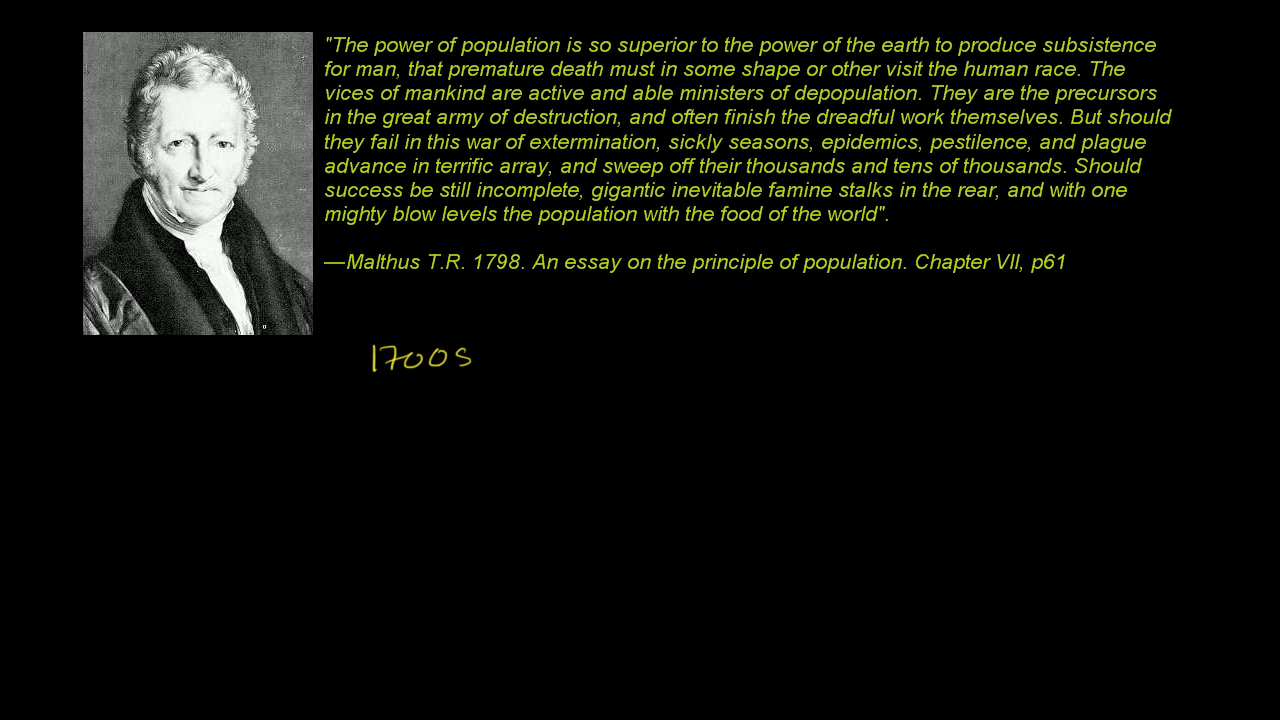 "The power of population is so superior to the power of the earth to produce subsistence
for man, that premature death must in some shape or other visit the human race. The
vices of mankind are active and able ministers of depopulation. They are the precursors
in the great army of destruction, and often finish the dreadful work themselves. But should
they fail in this war of extermination, sickly seasons, epidemics, pestilence, and plague
advance in terrific array, and sweep off their thousands and tens of thousands. Should
success be still incomplete, gigantic inevitable famine stalks in the rear, and with one
mighty blow levels the population with the food of the world".
—Malthus T.R. 1798. An essay on the principle of population. Chapter VII, p61
1700s